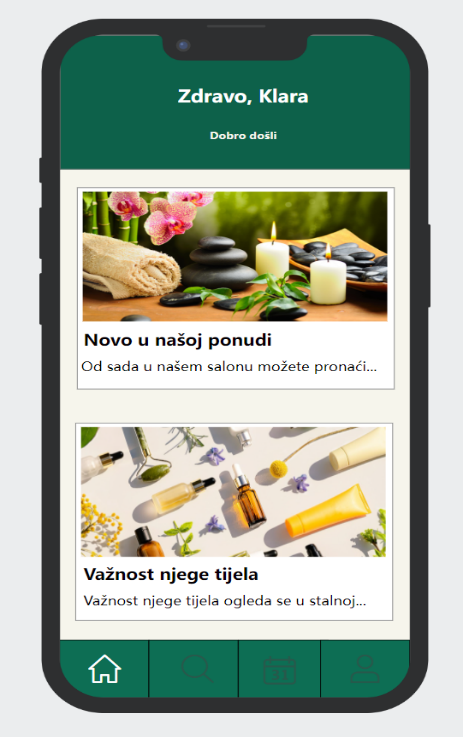 Zdravo, Klara
Dobro došli
Novo u našoj ponudi
Od sada u našem salonu možete pronaći...
Važnost njege tijela
Važnost njege tijela ogleda se u stalnoj...
31